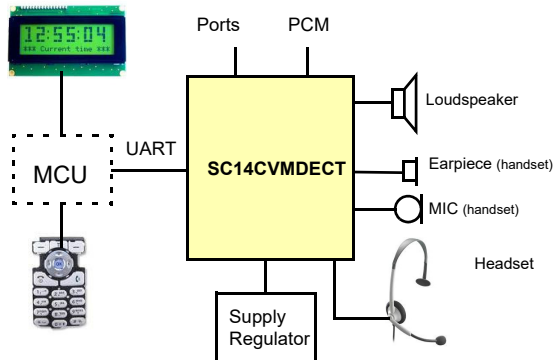 Ports
PCM
12:55:04
*** Current time ***
Loudspeaker
UART
SC14CVMDECT
Earpiece (handset)
MCU
MIC (handset)
Headset
Supply
Regulator